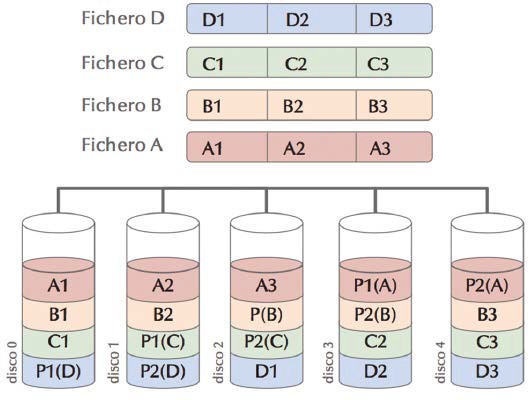 Fichero D D1 D2 D3
Fichero C C1 C2 C3
Fichero B B1 B2 B3
Fichero A A1 A2 A3
A1 A2 A3 P1(A) P2(A)
B1 B2 P(B) P2(B) B3
C1 P1(C) P2(C) C2 C3
P1(D) P2(D) D1 D2 D3
disco 0 disco 1 disco 2 disco 3 disco 4